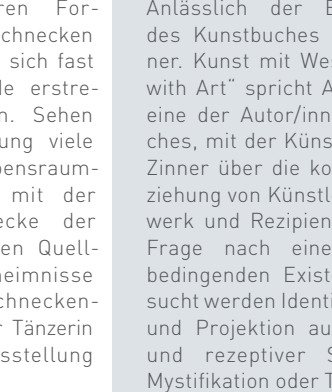 ren For-
chnecken
sich fast
de erstre-
n. Sehen
ung viele
ensraum-
mit der
ecke der
en Quell-
heimnisse
chnecken-
r Tänzerin
sstellung
Anlässlich der E
des Kunstbuches
ner. Kunst mit We
with Art“ spricht A
eine der Autor/inn
ches, mit der Küns
Zinner über die ko
ziehung von Künstl
werk und Rezipien
Frage nach eine
bedingenden Exist
sucht werden Identi
und Projektion au
und rezeptiver S
Mystifikation oder T